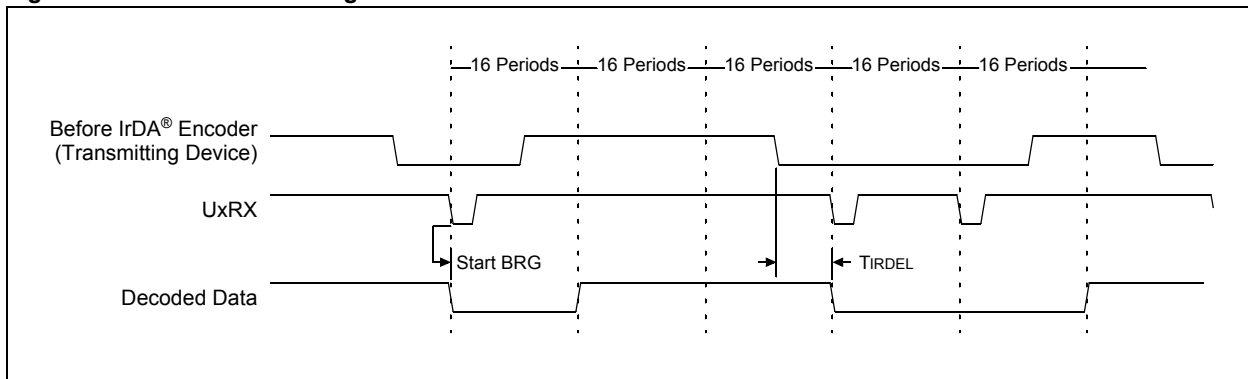 16 Periods 16 Periods 16 Periods 16 Periods 16 Periods
Before IrDA® Encoder
(Transmitting Device)
UxRX
Start BRG
TIRDEL
Decoded Data